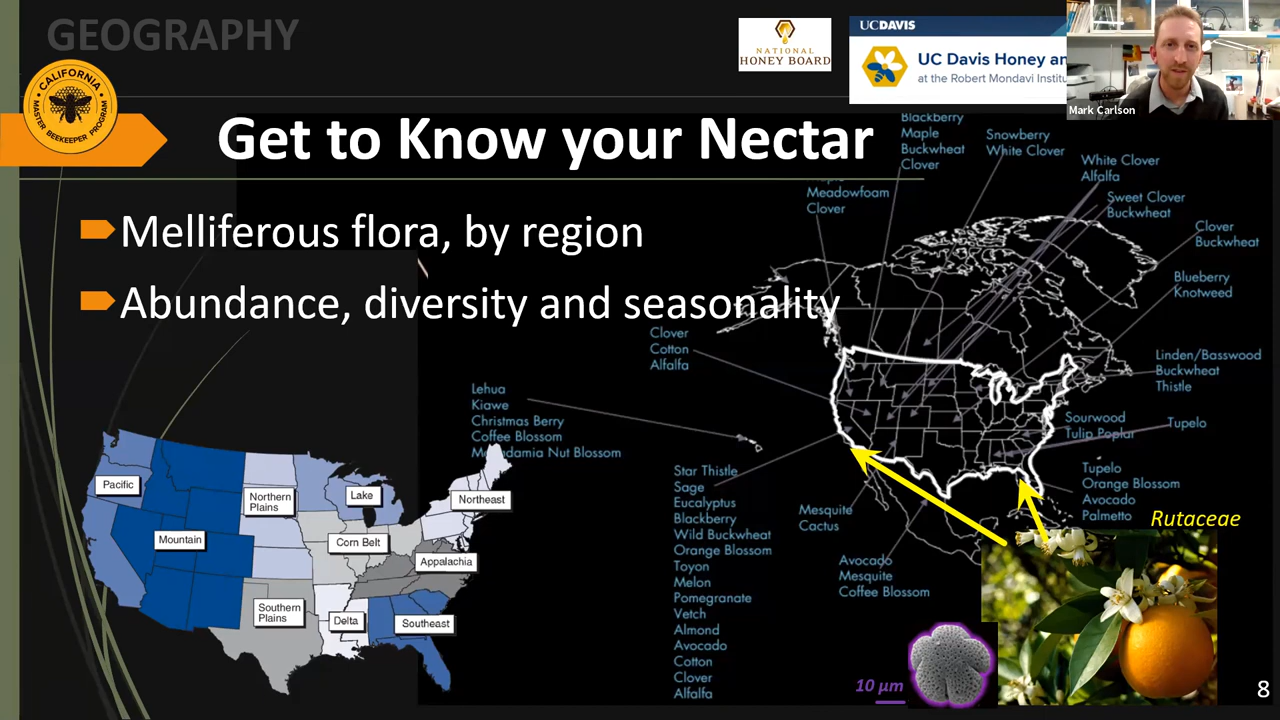 GEOGRAPHY
NATIONAL
HONEY BOARD
UCDAVIS
UC Davis Honey an
at the Robert Mondavi Institu
Mark Carlson
CALIFORNIA
MASTER BEEKEEPER PROGRAM
Get to Know your Nectar
Melliferous flora, by region
Abundance, diversity and seasonality
Blackberry
Maple
Buckwheat
Clover
Snowberry
White Clover
White Clover
Alfalfa
Sweet Clover
Buckwheat
Clover
Buckwheat
Meadowfoam
Clover
Blueberry
Knotweed
Clover
Cotton
Alfalfa
Linden/Basswood
Buckwheat
Thistle
Lehua
Kiawe
Christmas Berry
Coffee Blossom
Macadamia Nut Blossom
Sourwood
Tulip Poplar
Tupelo
Star Thistle
Sage
Eucalyptus
Blackberry
Wild Buckwheat
Orange Blossom
Toyon
Melon
Pomegranate
Vetch
Almond
Avocado
Cotton
Clover
Alfalfa
Mesquite
Cactus
Avocado
Mesquite
Coffee Blossom
Tupelo
Orange Blossom
Avocado
Palmetto
Rutaceae
Pacific
Mountain
Northern
Plains
Lake
Corn Belt
Northeast
Appalachia
Southern
Plains
Delta
Southeast
10 µm
8